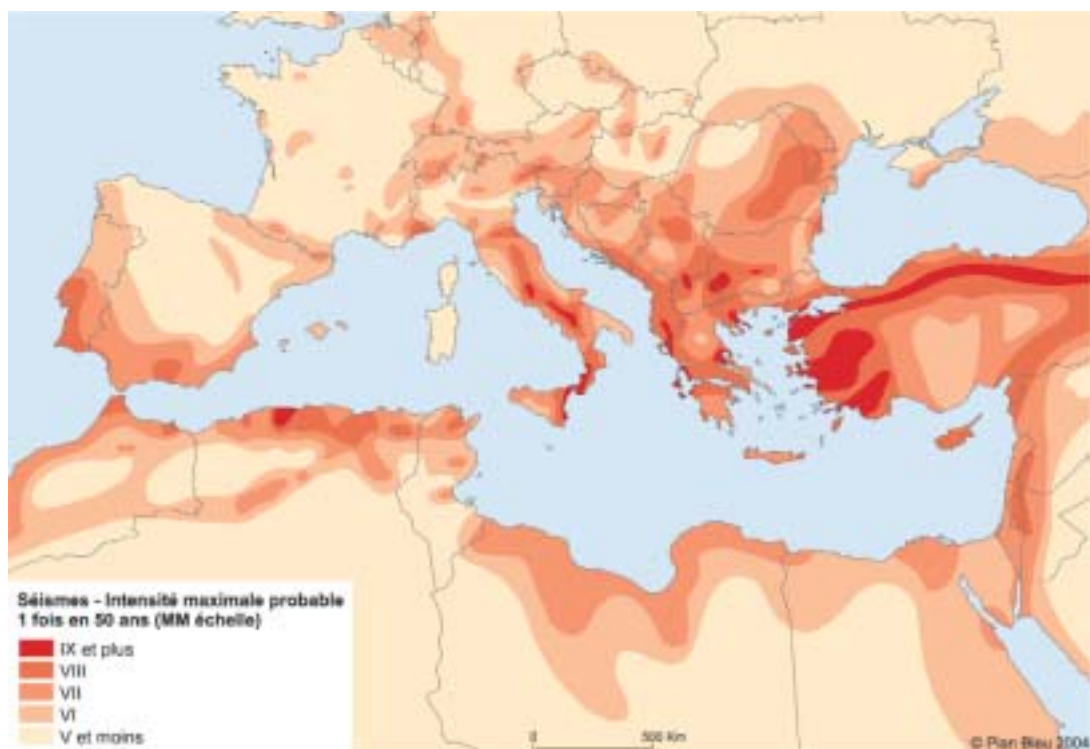 Séismes - Intensité maximale probable
1 fois en 50 ans (MM échelle)
IX et plus
VIII
VII
VI
V et moins
0 500 Km
© Plan Bleu 2004